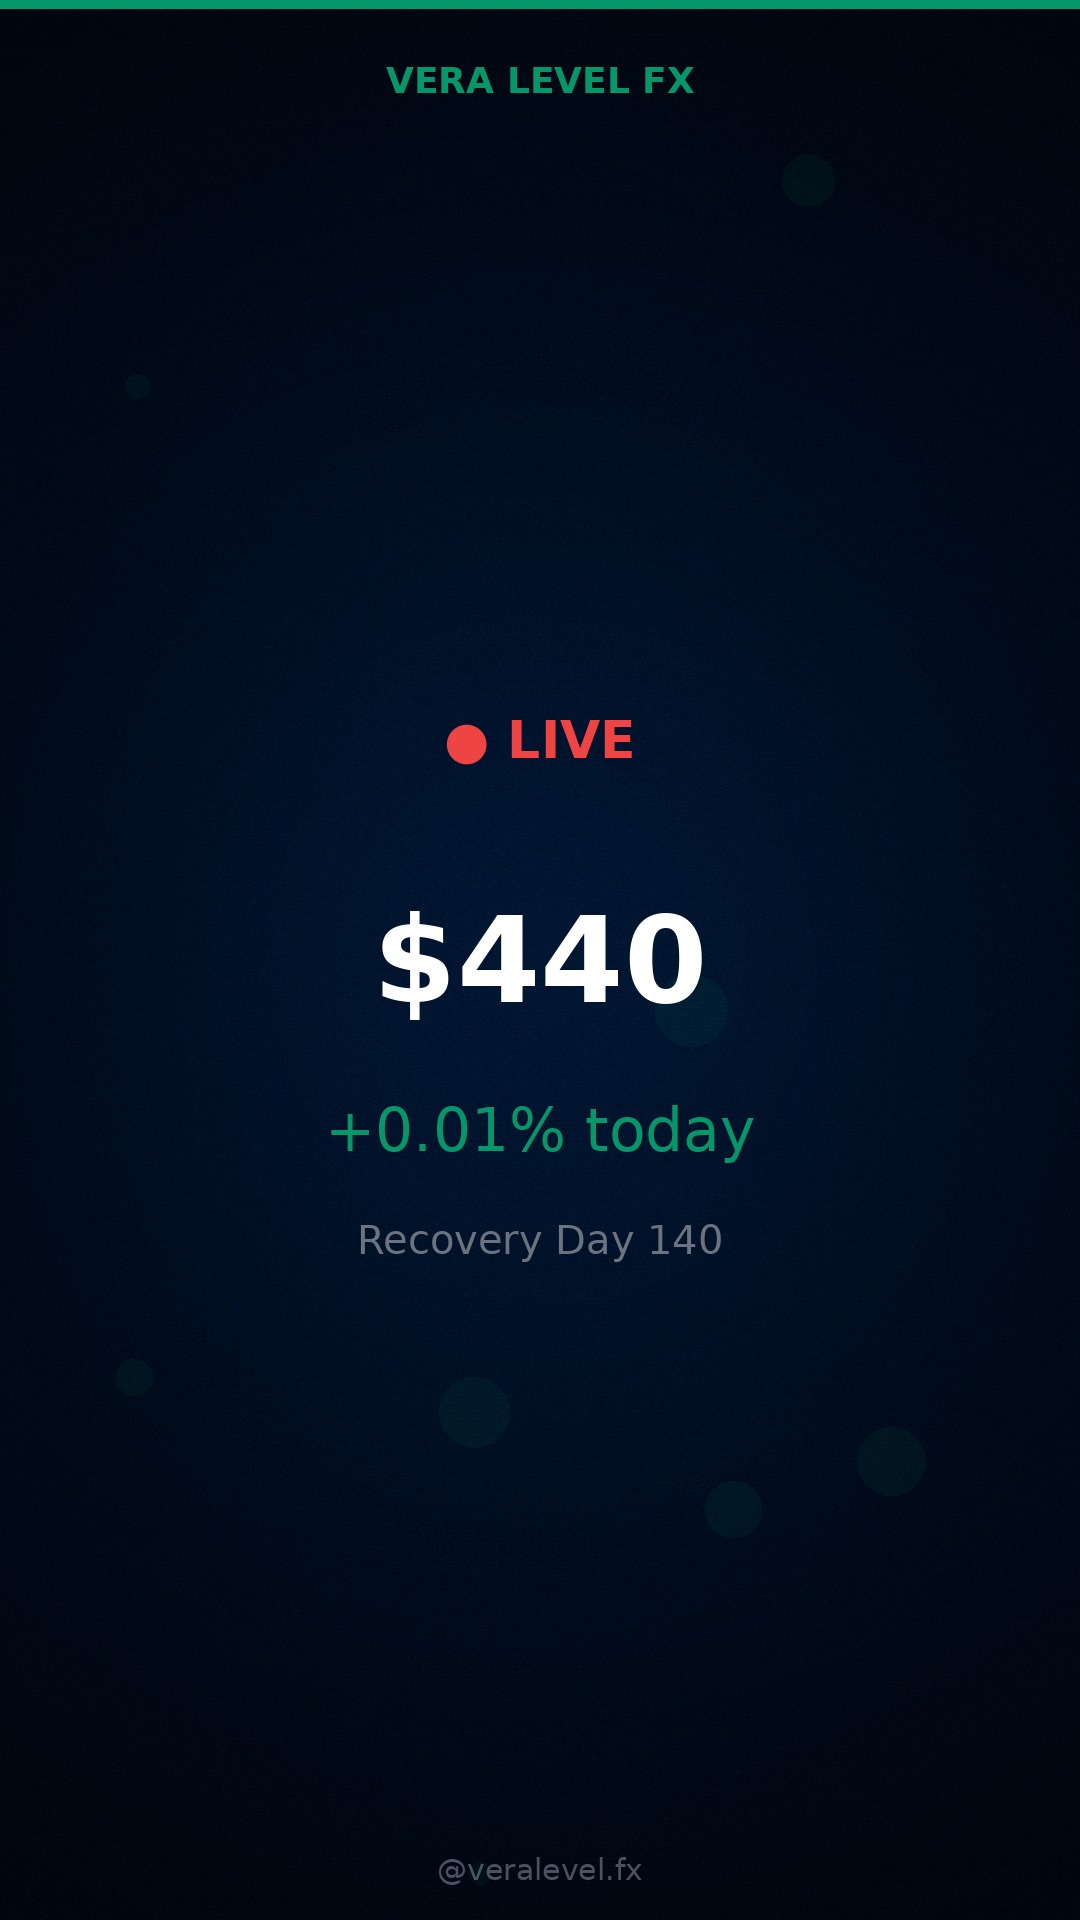 VERA LEVEL FX
● LIVE
$440
+0.01% today
Recovery Day 140
@veralevel.fx